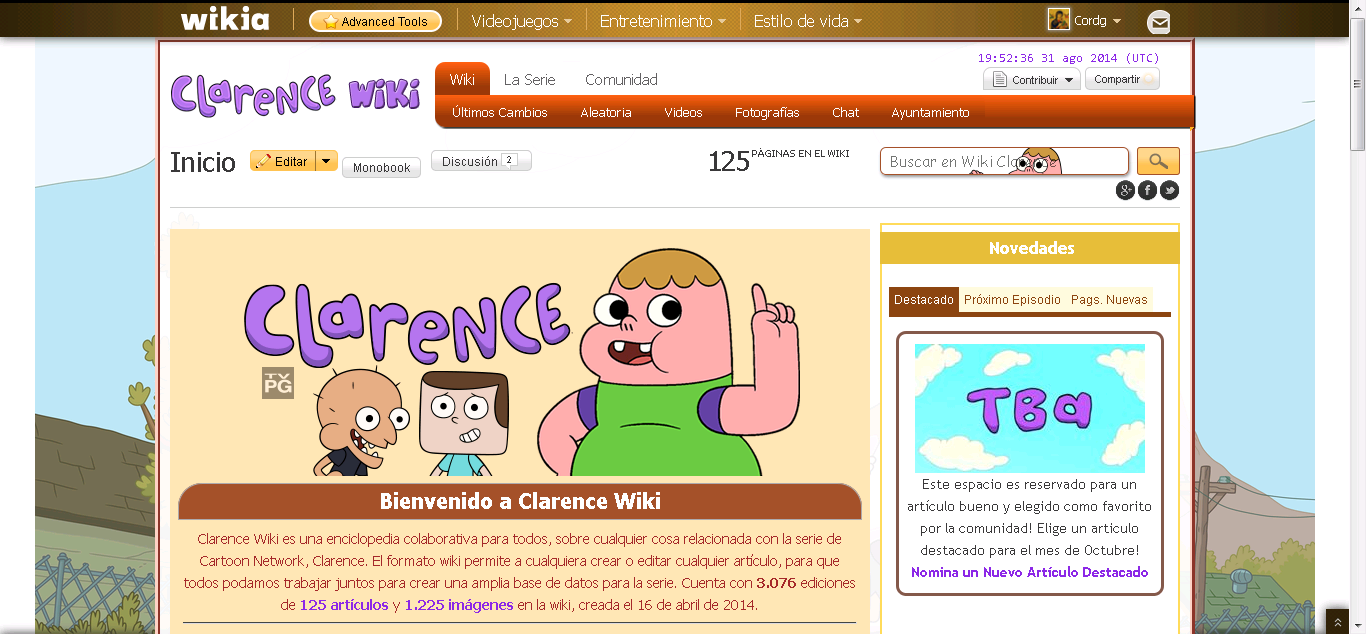 wikia
Advanced Tools
Videojuegos
Entretenimiento
Estilo de vida
Cordg
19:52:36 31 ago 2014 (UTC)
CLaReNCE WiKi
Wiki
La Serie
Comunidad
Contribuir
Compartir
Últimos Cambios
Aleatoria
Videos
Fotografías
Chat
Ayuntamiento
Inicio
Editar
Monobook
Discusión 2
125 PÁGINAS EN EL WIKI
Buscar en Wiki Clarence
g+
f
CLaReNCE
TV
PG
Bienvenido a Clarence Wiki
Clarence Wiki es una enciclopedia colaborativa para todos, sobre cualquier cosa relacionada con la serie de
Cartoon Network, Clarence. El formato wiki permite a cualquiera crear o editar cualquier artículo, para que
todos podamos trabajar juntos para crear una amplia base de datos para la serie. Cuenta con 3.076 ediciones
de 125 artículos y 1.225 imágenes en la wiki, creada el 16 de abril de 2014.
Novedades
Destacado
Próximo Episodio
Pags. Nuevas
TBa
Este espacio es reservado para un
artículo bueno y elegido como favorito
por la comunidad! Elige un articulo
destacado para el mes de Octubre!
Nomina un Nuevo Artículo Destacado